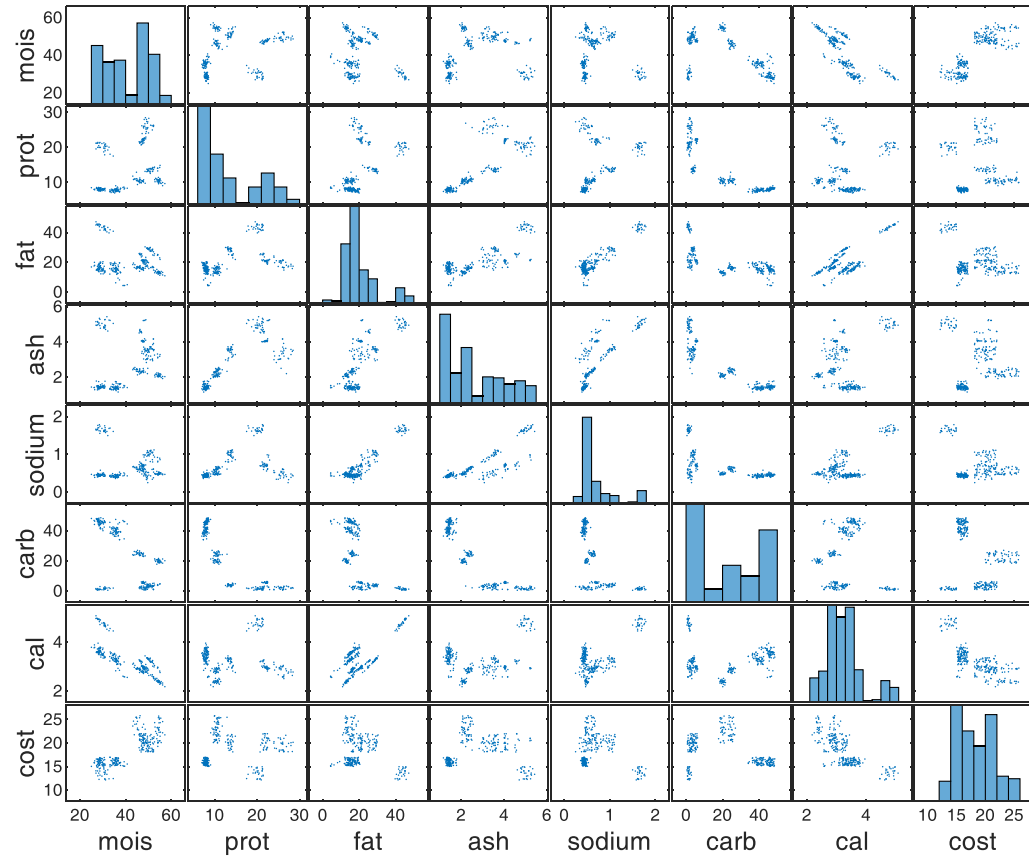 mois 60 40 20
prot 30 20 10
fat 40 20 0
ash 6 4 2
sodium 2 1 0
carb 40 20 0
cal 4 2
cost 25 20 15 10
20 40 60 10 20 30 0 20 40 2 4 6 0 1 2 0 20 40 2 4 10 15 20 25
mois prot fat ash sodium carb cal cost